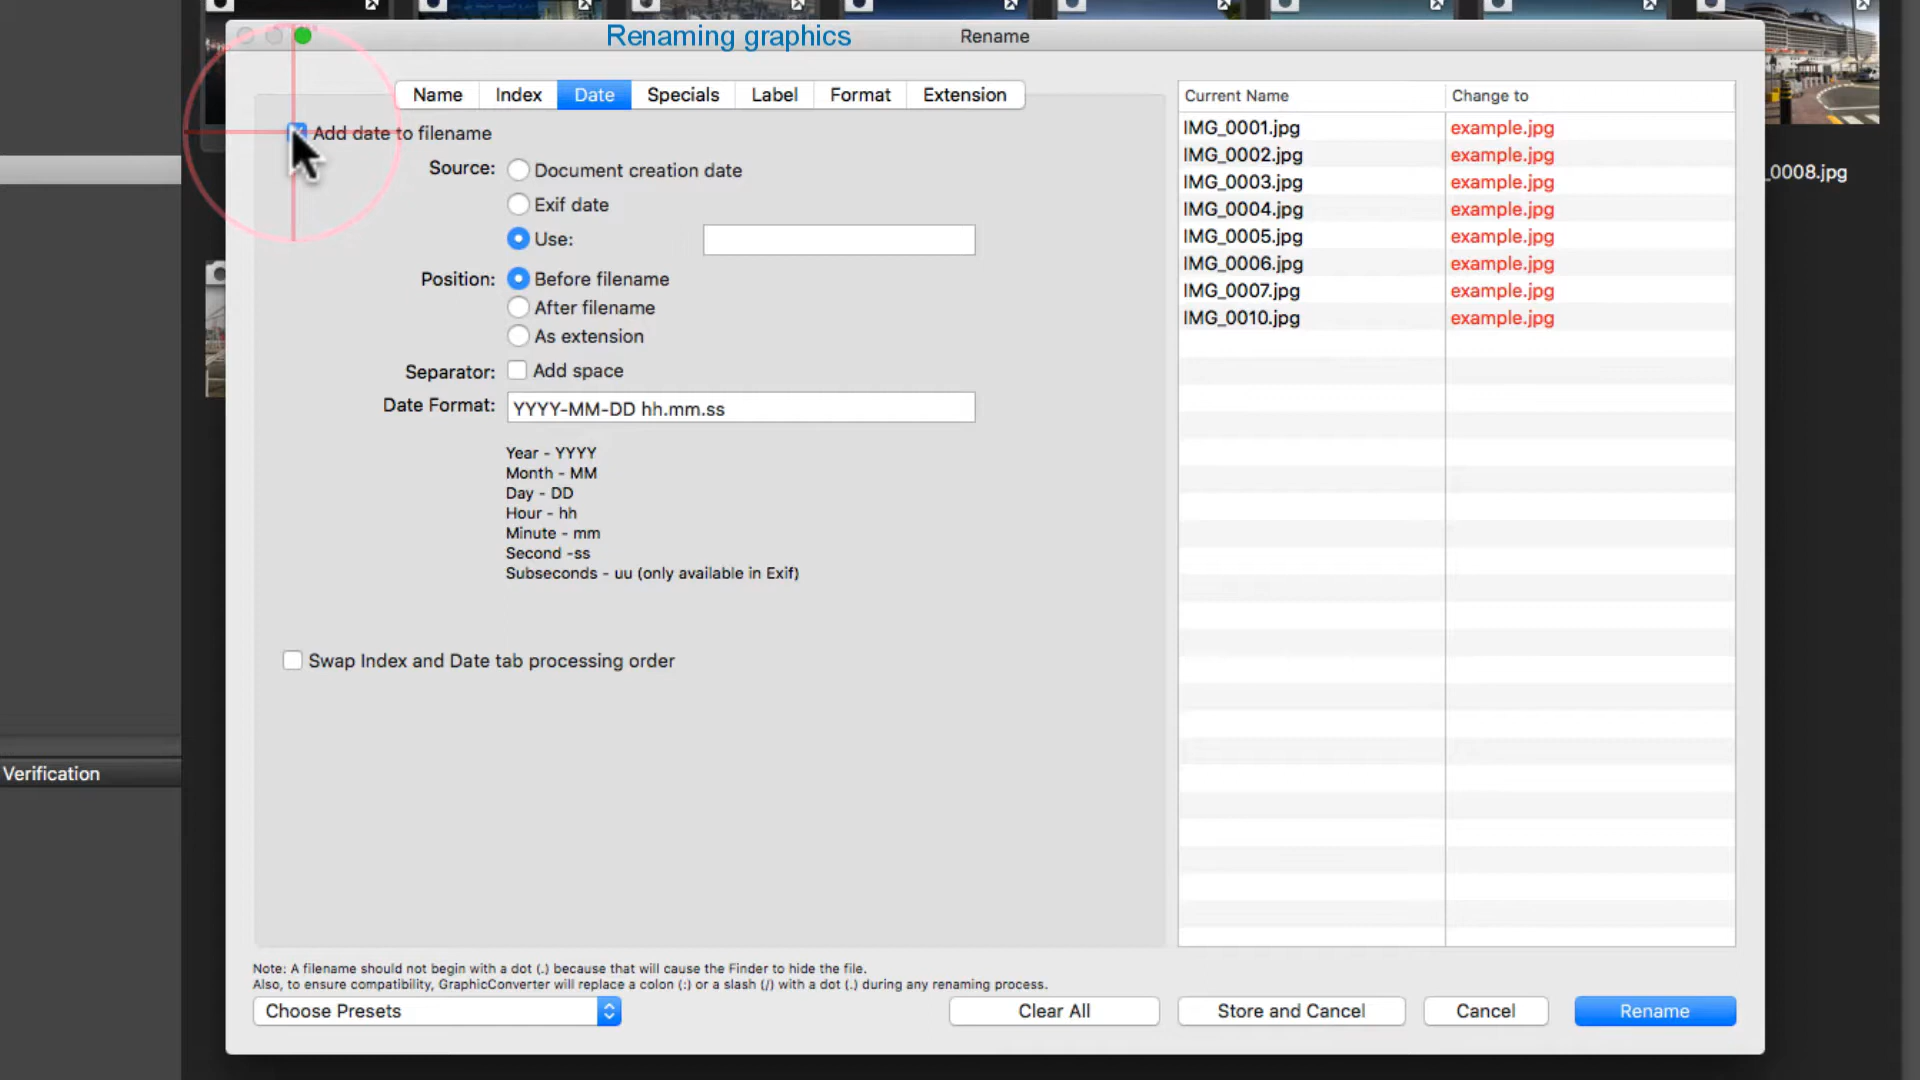 Renaming graphics
Rename
Name Index Date Specials Label Format Extension
Add date to filename
Source: Document creation date
Exif date
Use:
Position: Before filename
After filename
As extension
Separator: Add space
Date Format: YYYY-MM-DD hh.mm.ss
Year - YYYY
Month - MM
Day - DD
Hour - hh
Minute - mm
Second -ss
Subseconds - uu (only available in Exif)
Swap Index and Date tab processing order
Current Name Change to
IMG_0001.jpg example.jpg
IMG_0002.jpg example.jpg
IMG_0003.jpg example.jpg
IMG_0004.jpg example.jpg
IMG_0005.jpg example.jpg
IMG_0006.jpg example.jpg
IMG_0007.jpg example.jpg
IMG_0010.jpg example.jpg
_0008.jpg
Verification
Note: A filename should not begin with a dot (.) because that will cause the Finder to hide the file.
Also, to ensure compatibility, GraphicConverter will replace a colon (:) or a slash (/) with a dot (.) during any renaming process.
Choose Presets Clear All Store and Cancel Cancel Rename